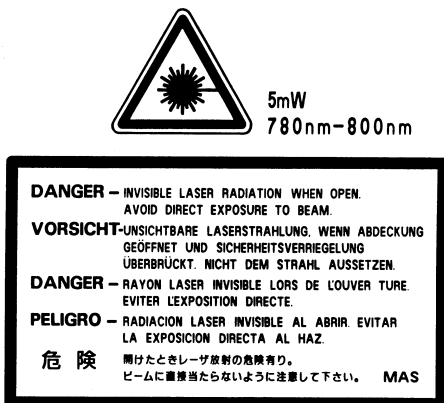 5mW
780nm-800nm
DANGER – INVISIBLE LASER RADIATION WHEN OPEN.
AVOID DIRECT EXPOSURE TO BEAM.
VORSICHT-UNSICHTBARE LASERSTRAHLUNG, WENN ABDECKUNG
GEÖFFNET UND SICHERHEITSVERRIEGELUNG
ÜBERBRÜCKT. NICHT DEM STRAHL AUSSETZEN.
DANGER – RAYON LASER INVISIBLE LORS DE L'OUVER TURE.
EVITER L'EXPOSITION DIRECTE.
PELIGRO – RADIACION LASER INVISIBLE AL ABRIR. EVITAR
LA EXPOSICION DIRECTA AL HAZ.
危険 開けたときレーザ放射の危険有り。
ビームに直接当たらないように注意して下さい。 MAS